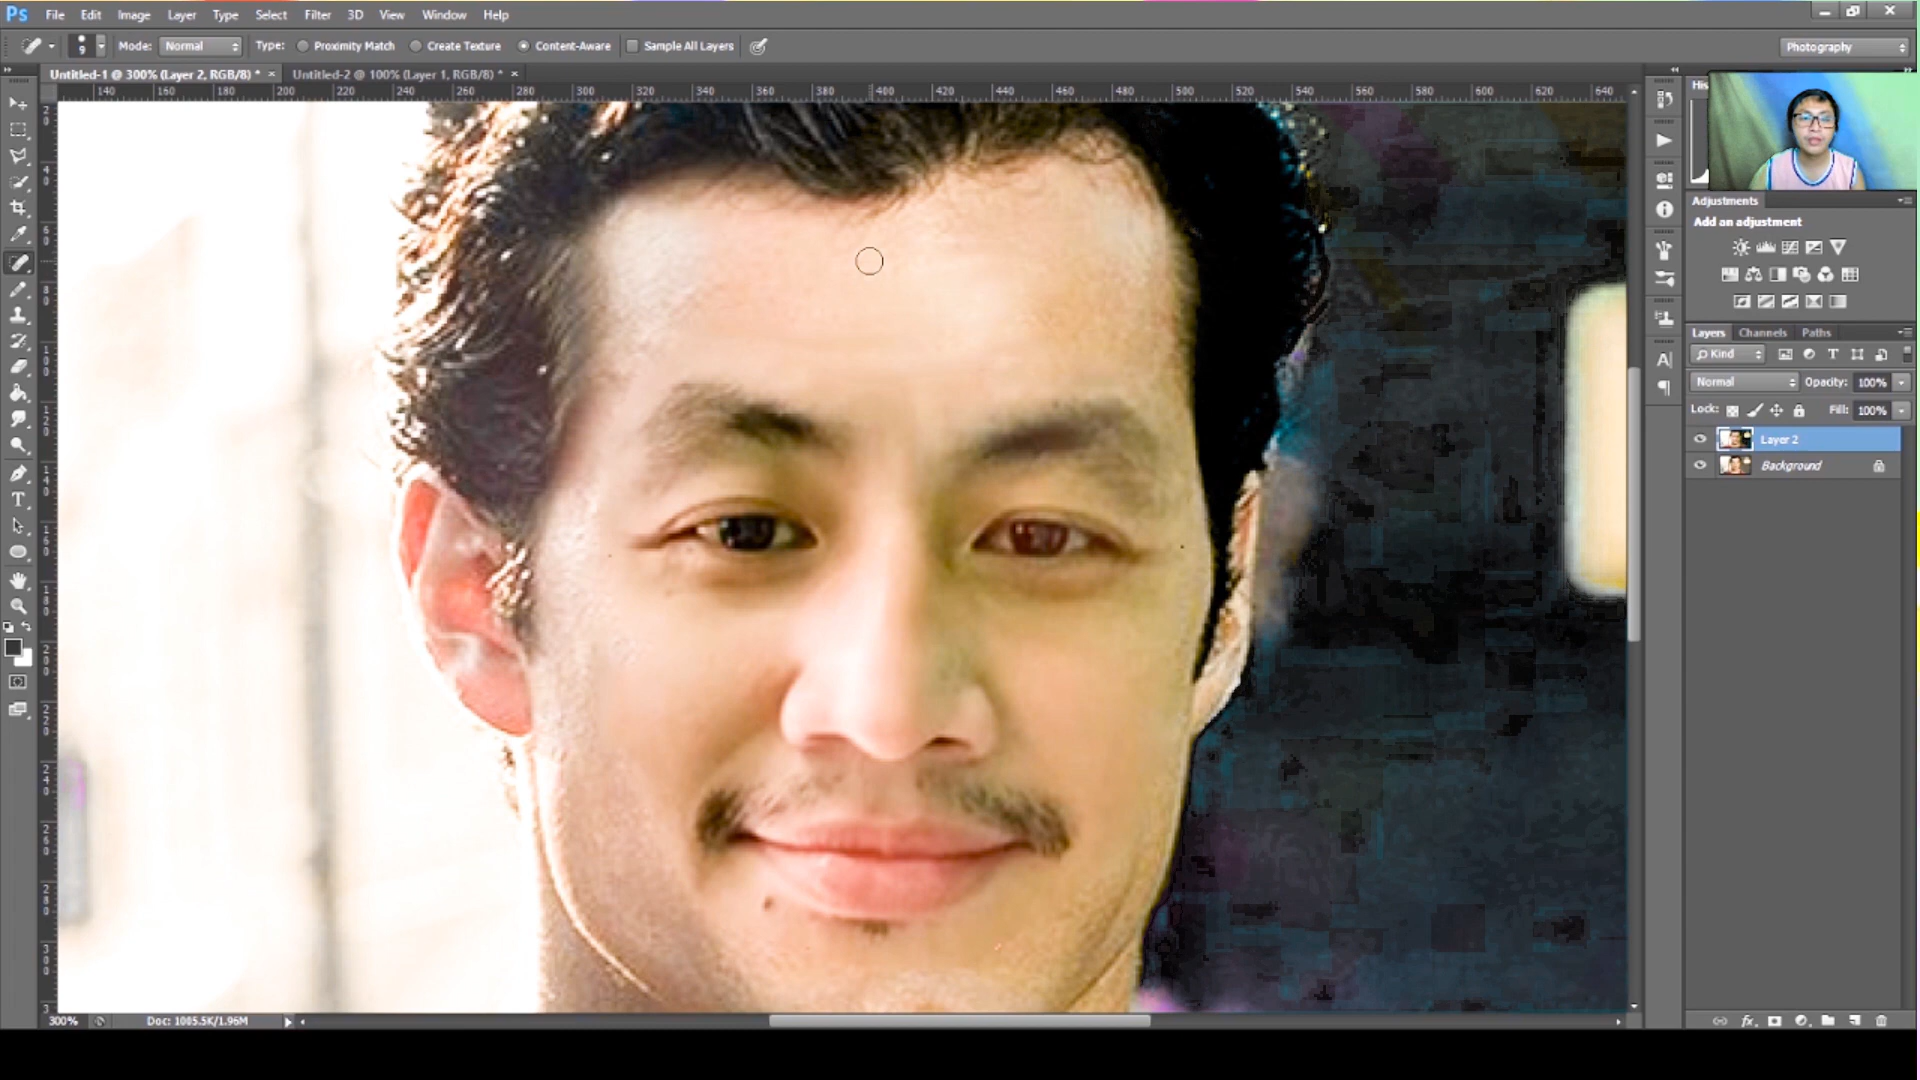 Ps File Edit Image Layer Type Select Filter 3D View Window Help
9 Mode: Normal Type: Proximity Match Create Texture Content-Aware Sample All Layers Photography
Untitled-1 @ 300% (Layer 2, RGB/8) * × Untitled-2 @ 100% (Layer 1, RGB/8) * ×
140 160 180 200 220 240 260 280 300 320 340 360 380 400 420 440 460 480 500 520 540 560 580 600 620 640
His
Adjustments
Add an adjustment
Layers Channels Paths
Kind
Normal Opacity: 100%
Lock: Fill: 100%
Layer 2
Background
300% Doc: 1005.5K/1.96M